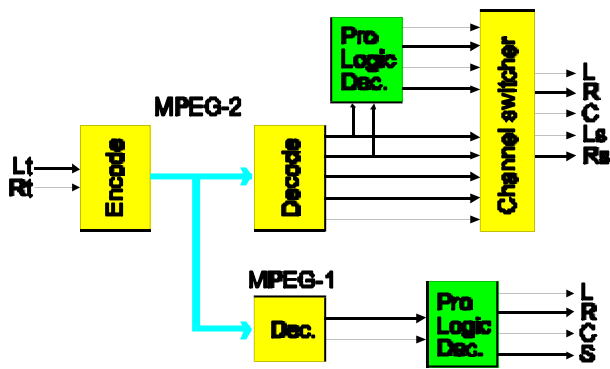 Pro
Logic
Dec.
MPEG-2
Lt
Rt
Encode
Decode
Channel switcher
L
R
C
Ls
Rs
MPEG-1
Dec.
Pro
Logic
Dec.
L
R
C
S